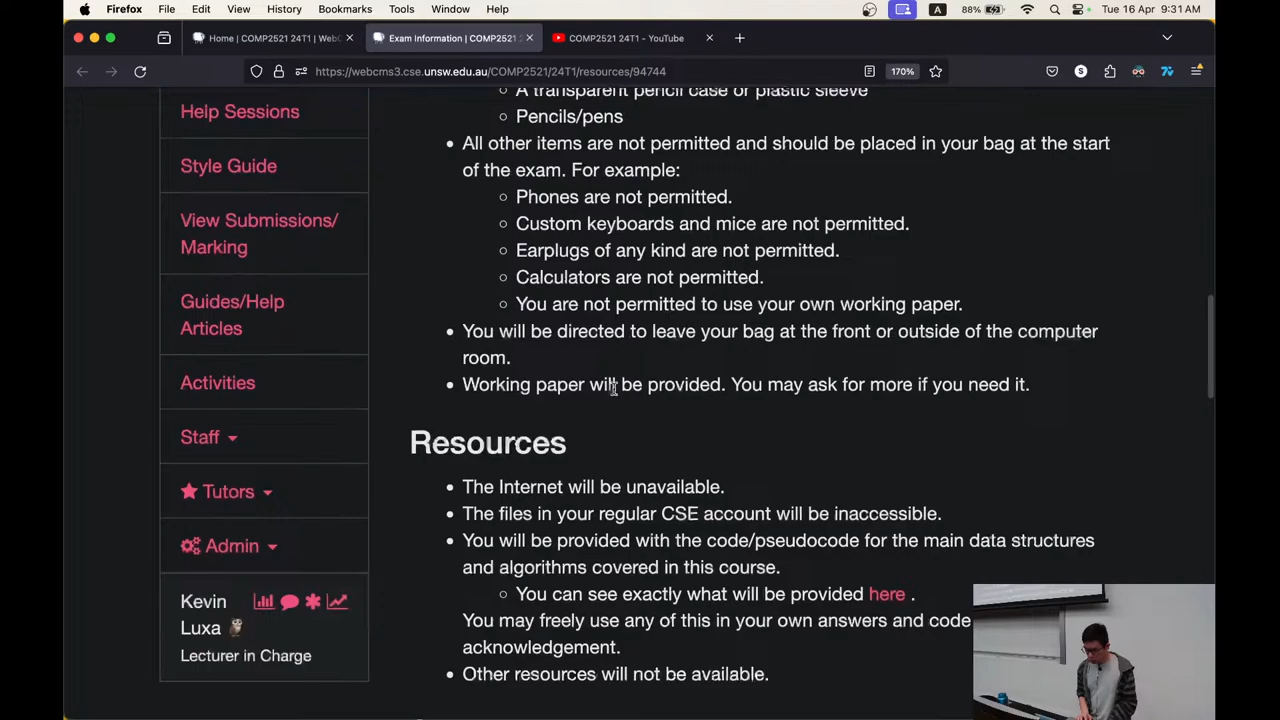 Firefox File Edit View History Bookmarks Tools Window Help A 88% Tue 16 Apr 9:31 AM
Home | COMP2521 24T1 | WebC Exam Information | COMP2521 2 COMP2521 24T1 - YouTube
https://webcms3.cse.unsw.edu.au/COMP2521/24T1/resources/94744 170% S
A transparent pencil case or plastic sleeve
Pencils/pens
All other items are not permitted and should be placed in your bag at the start
of the exam. For example:
Phones are not permitted.
Custom keyboards and mice are not permitted.
Earplugs of any kind are not permitted.
Calculators are not permitted.
You are not permitted to use your own working paper.
You will be directed to leave your bag at the front or outside of the computer
room.
Working paper will be provided. You may ask for more if you need it.
Resources
The Internet will be unavailable.
The files in your regular CSE account will be inaccessible.
You will be provided with the code/pseudocode for the main data structures
and algorithms covered in this course.
You can see exactly what will be provided here .
You may freely use any of this in your own answers and code
acknowledgement.
Other resources will not be available.
Help Sessions
Style Guide
View Submissions/
Marking
Guides/Help
Articles
Activities
Staff
Tutors
Admin
Kevin
Luxa
Lecturer in Charge